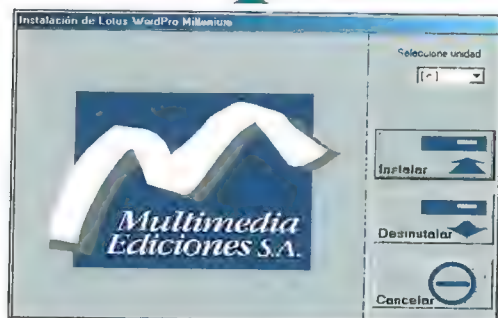 Instalación de Lotus WordPro Millenium
Seleccione unidad
[c:]
Instalar
Multimedia
Ediciones S.A.
Desinstalar
Cancelar